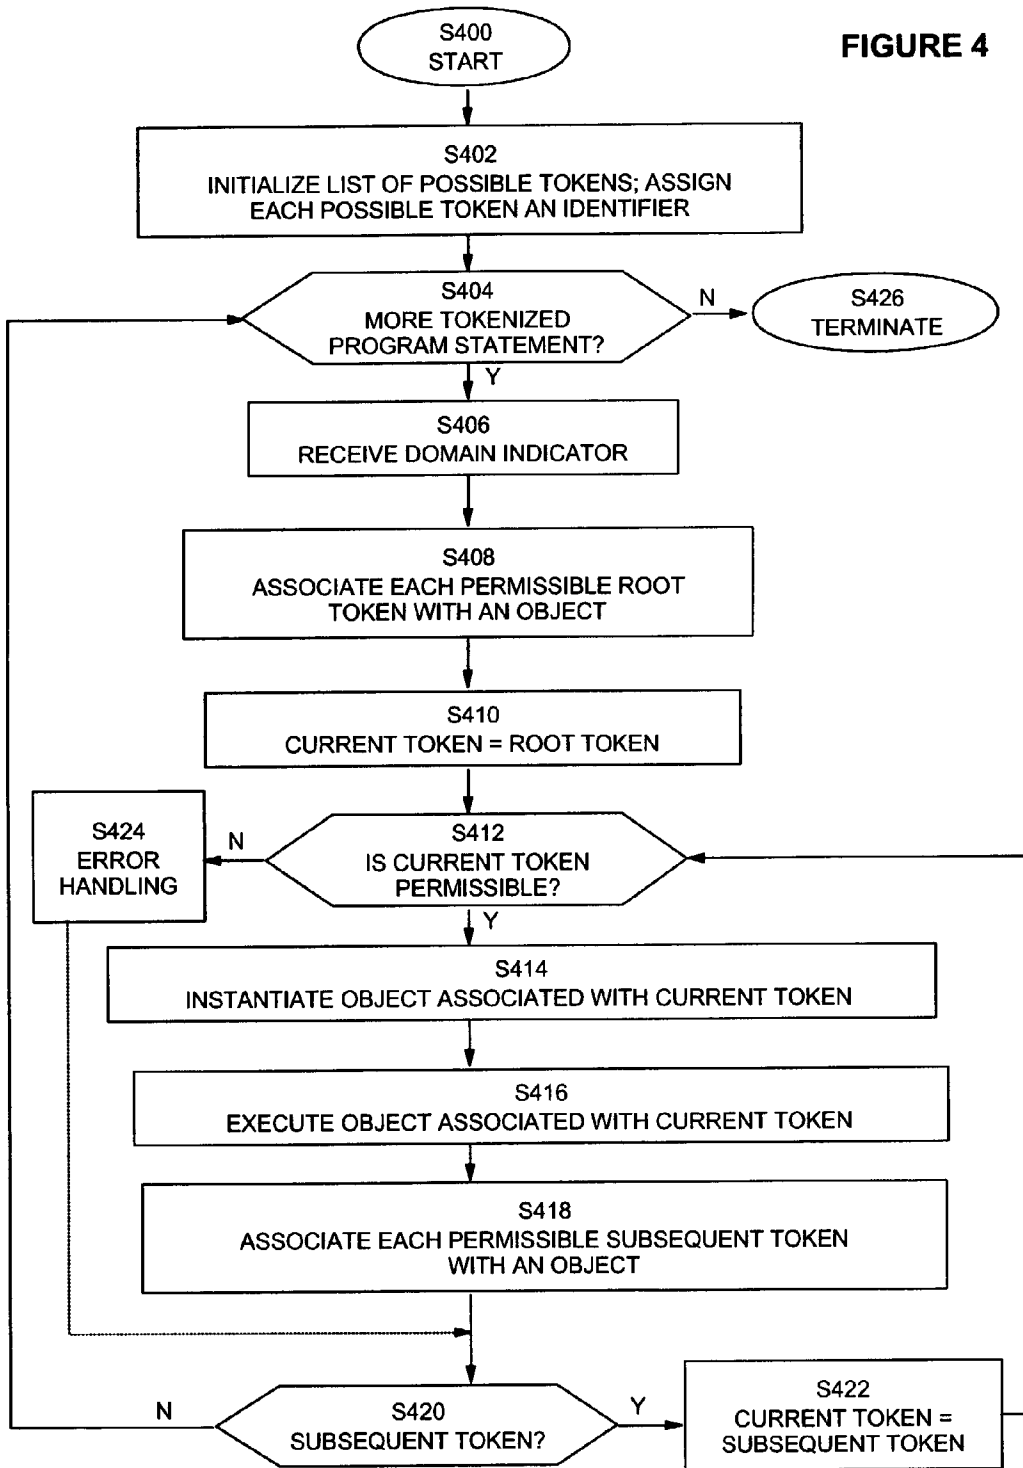 S400
START
FIGURE 4
S402
INITIALIZE LIST OF POSSIBLE TOKENS; ASSIGN
EACH POSSIBLE TOKEN AN IDENTIFIER
S404
MORE TOKENIZED
PROGRAM STATEMENT?
N
S426
TERMINATE
Y
S406
RECEIVE DOMAIN INDICATOR
S408
ASSOCIATE EACH PERMISSIBLE ROOT
TOKEN WITH AN OBJECT
S410
CURRENT TOKEN = ROOT TOKEN
S424
ERROR
HANDLING
N
S412
IS CURRENT TOKEN
PERMISSIBLE?
Y
S414
INSTANTIATE OBJECT ASSOCIATED WITH CURRENT TOKEN
S416
EXECUTE OBJECT ASSOCIATED WITH CURRENT TOKEN
S418
ASSOCIATE EACH PERMISSIBLE SUBSEQUENT TOKEN
WITH AN OBJECT
N
S420
SUBSEQUENT TOKEN?
Y
S422
CURRENT TOKEN =
SUBSEQUENT TOKEN